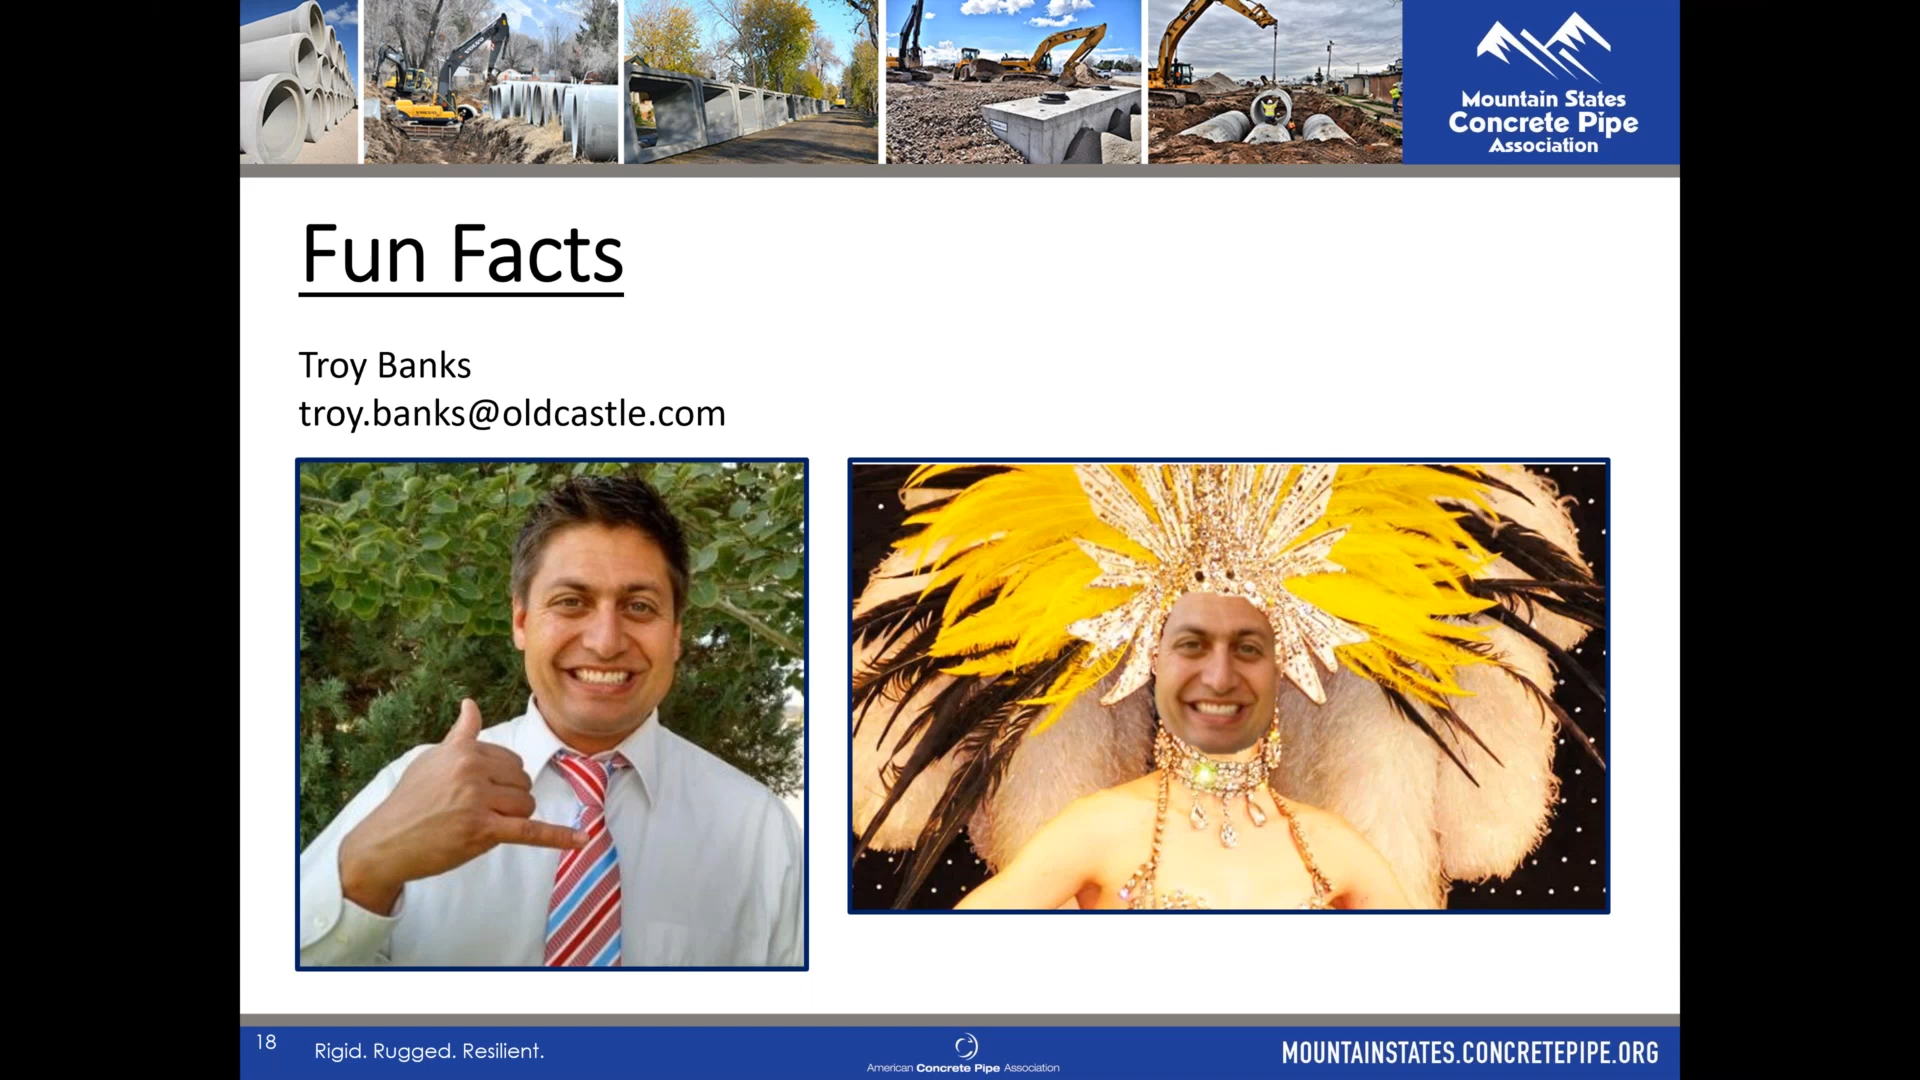 Mountain States
Concrete Pipe
Association
Fun Facts
Troy Banks
troy.banks@oldcastle.com
18
Rigid. Rugged. Resilient.
American Concrete Pipe Association
MOUNTAINSTATES.CONCRETEPIPE.ORG